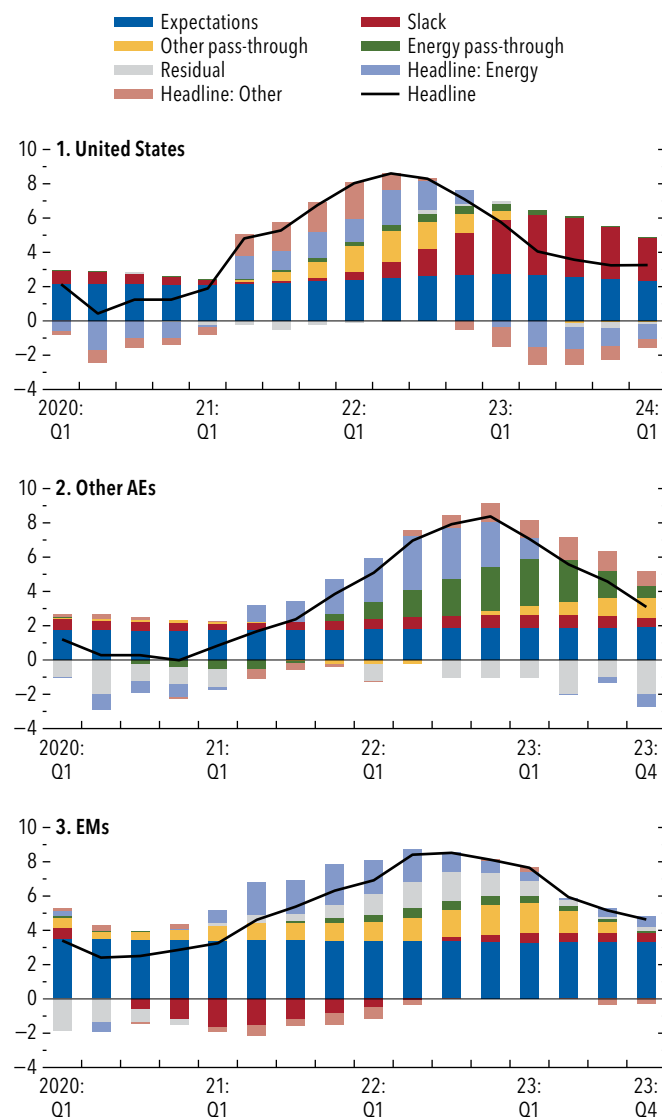 Expectations Slack
Other pass-through Energy pass-through
Residual Headline: Energy
Headline: Other Headline
10 1. United States
8
6
4
2
0
−2
−4
2020: 21: 22: 23: 24:
Q1 Q1 Q1 Q1 Q1
10 2. Other AEs
8
6
4
2
0
−2
−4
2020: 21: 22: 23: 23:
Q1 Q1 Q1 Q1 Q4
10 3. EMs
8
6
4
2
0
−2
−4
2020: 21: 22: 23: 23:
Q1 Q1 Q1 Q1 Q4